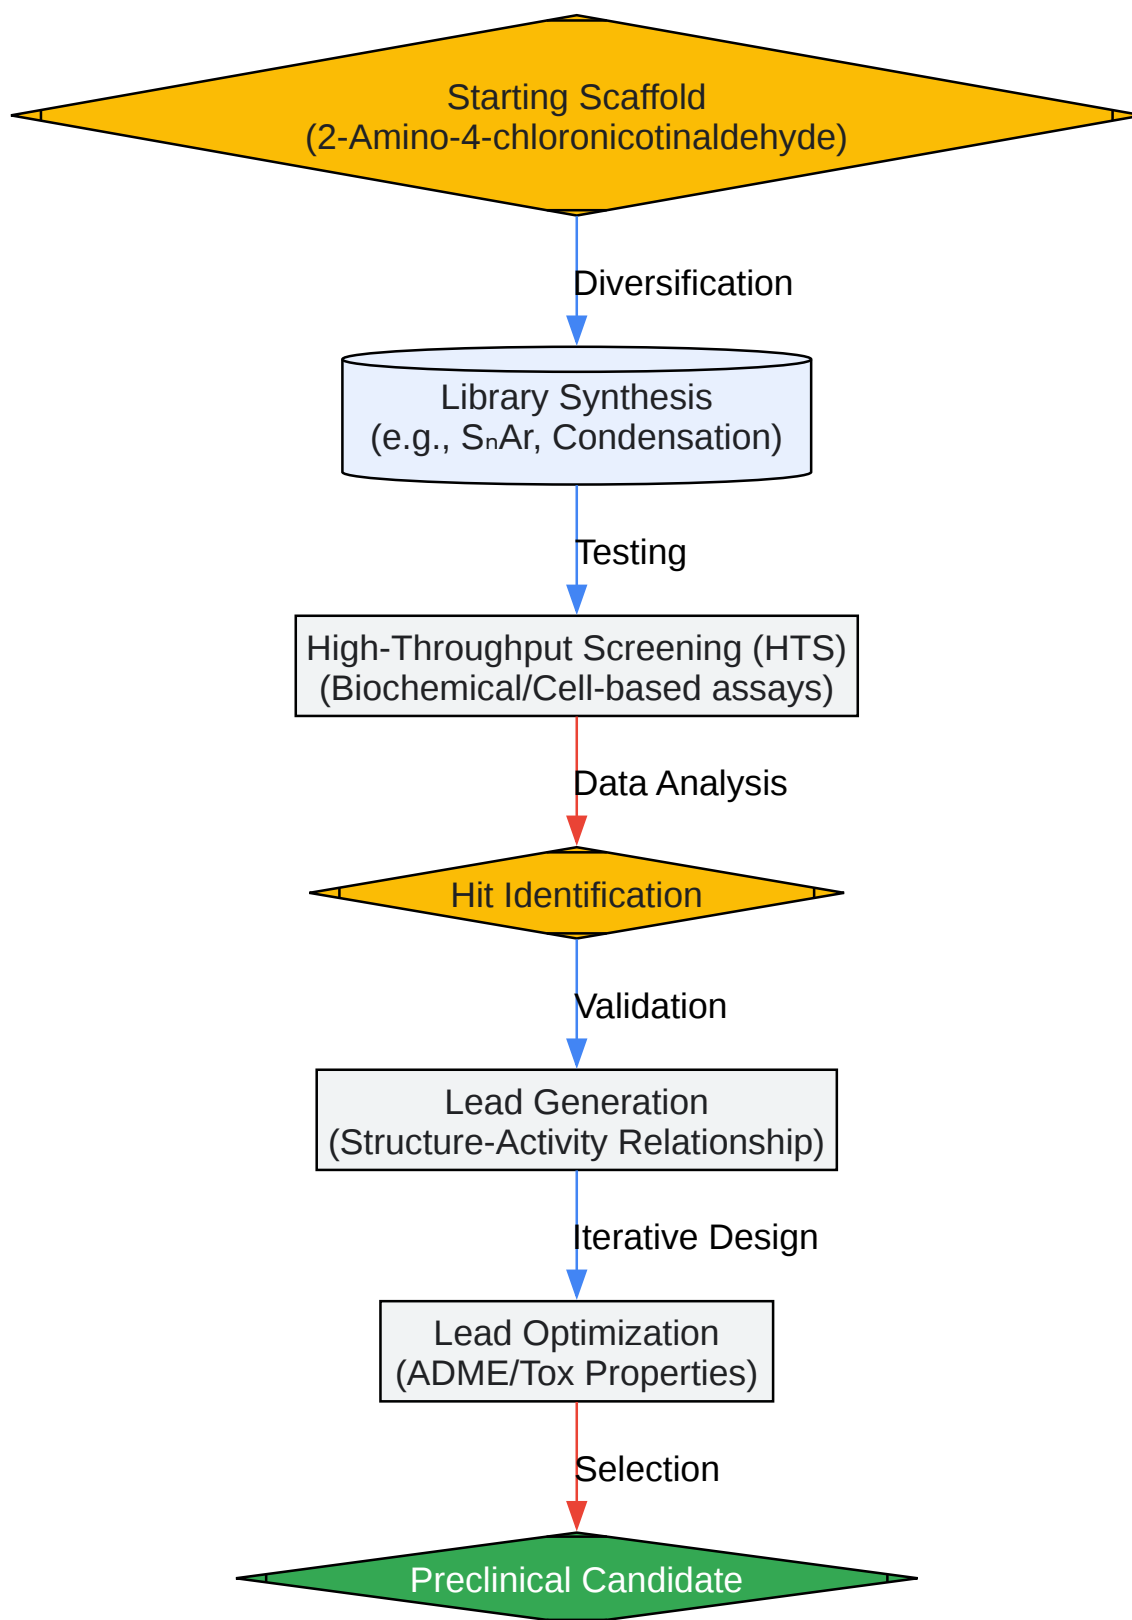 Starting Scaffold
(2-Amino-4-chloronicotinaldehyde)
Diversification
Library Synthesis
(e.g., SₙAr, Condensation)
Testing
High-Throughput Screening (HTS)
(Biochemical/Cell-based assays)
Data Analysis
Hit Identification
Validation
Lead Generation
(Structure-Activity Relationship)
Iterative Design
Lead Optimization
(ADME/Tox Properties)
Selection
Preclinical Candidate